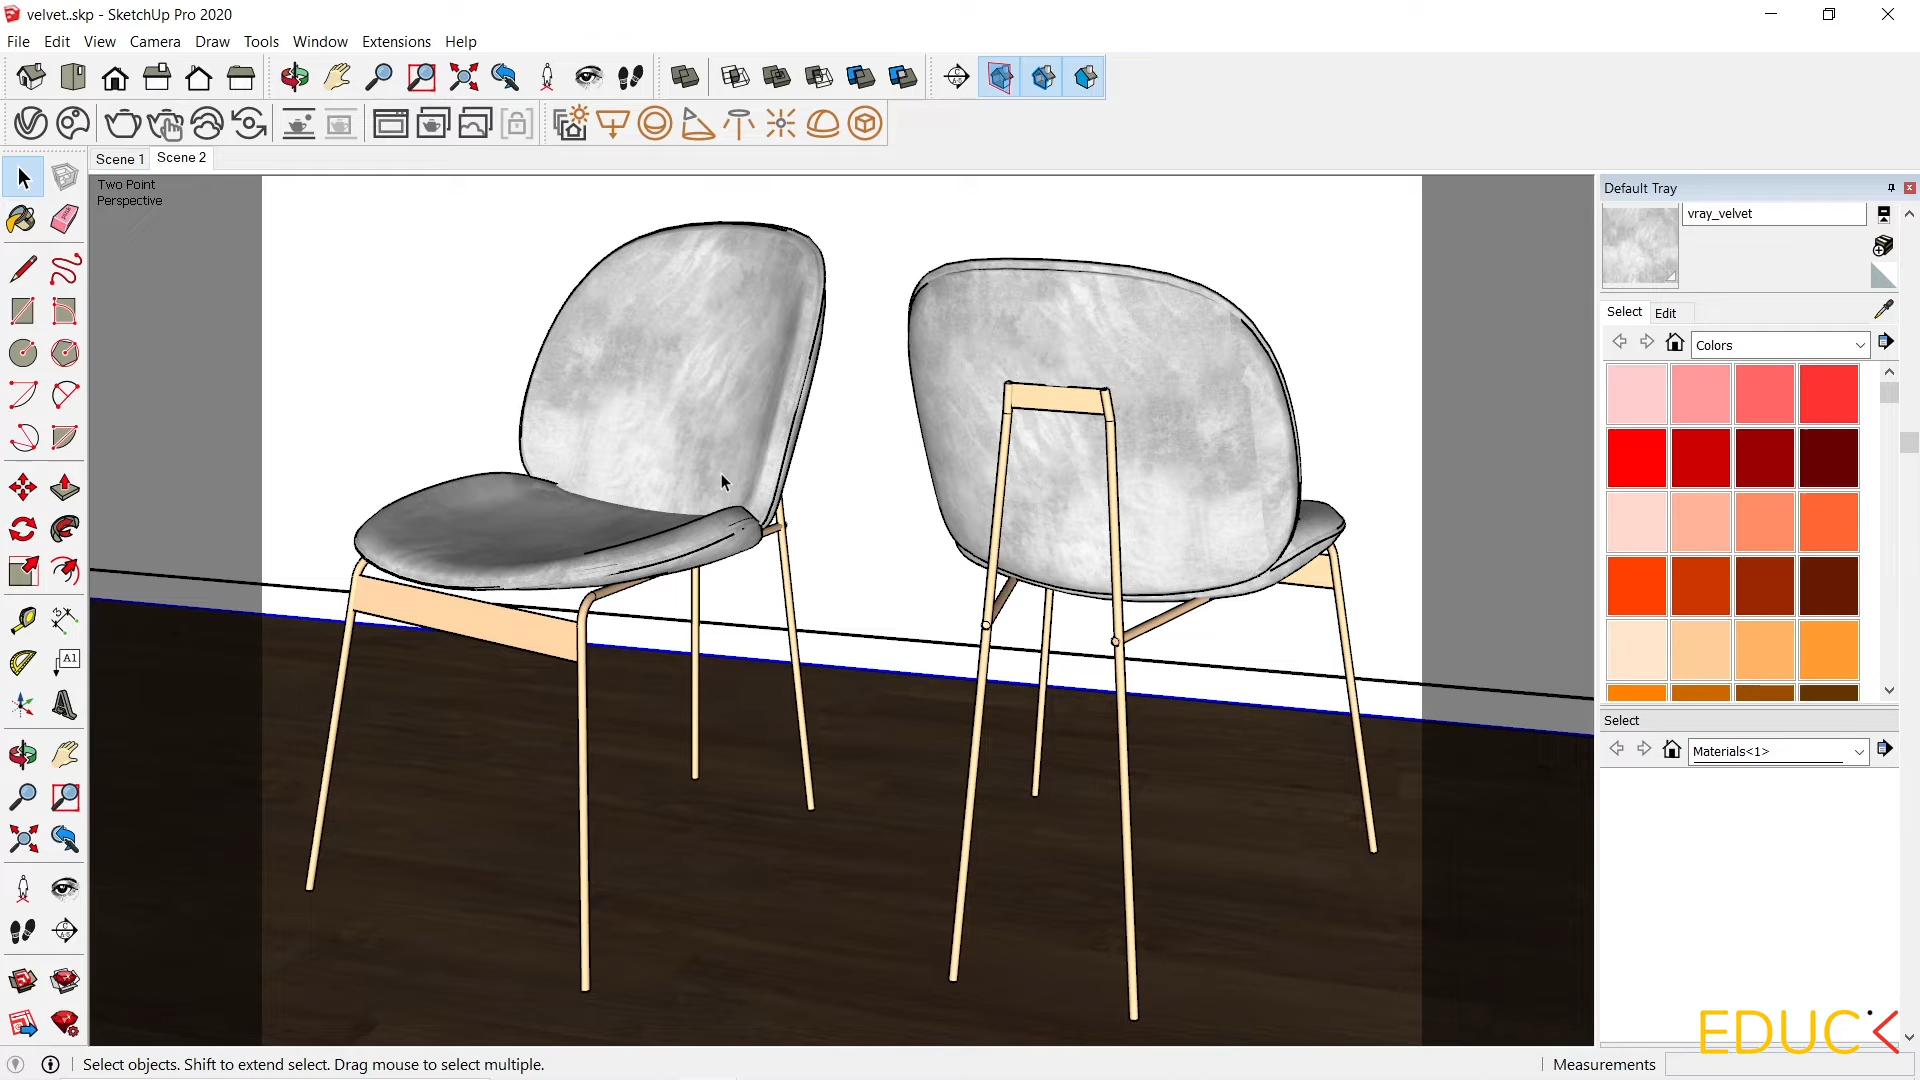 velvet..skp - SketchUp Pro 2020
File Edit View Camera Draw Tools Window Extensions Help
Scene 1 Scene 2
Two Point
Perspective
Default Tray
vray_velvet
Select Edit
Colors
A1
Select
Materials<1>
EDUC
Select objects. Shift to extend select. Drag mouse to select multiple.
Measurements